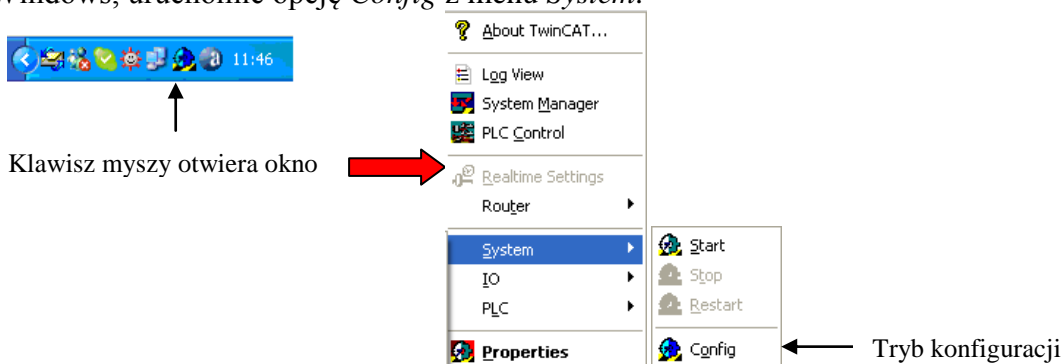 Windows, uruchomić opcję Config z menu System.
11:46
Klawisz myszy otwiera okno
About TwinCAT...
Log View
System Manager
PLC Control
Realtime Settings
Router
System
IO
PLC
Properties
Start
Stop
Restart
Config
Tryb konfiguracji